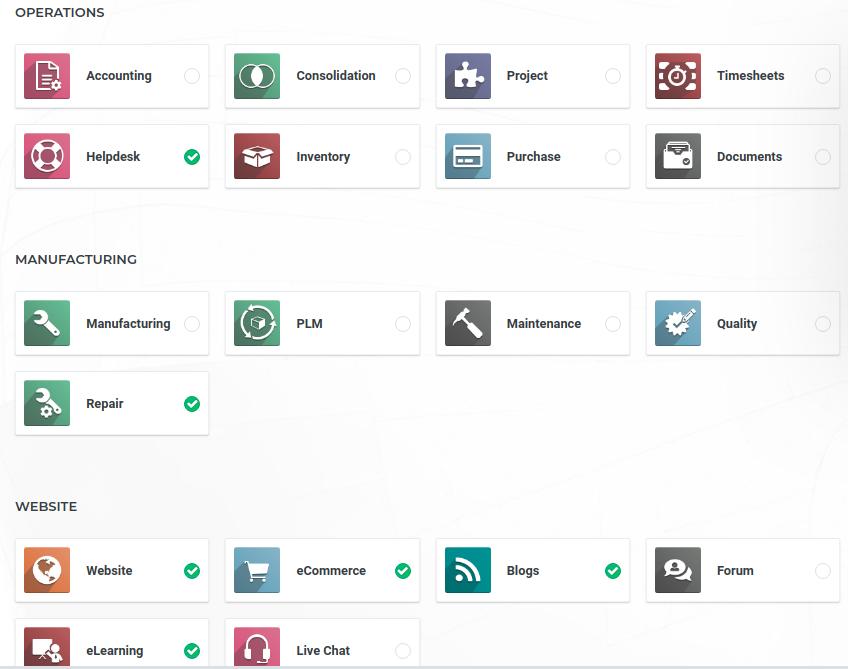 OPERATIONS
Accounting
Consolidation
Project
Timesheets
Helpdesk
Inventory
Purchase
Documents
MANUFACTURING
Manufacturing
PLM
Maintenance
Quality
Repair
WEBSITE
Website
eCommerce
Blogs
Forum
eLearning
Live Chat